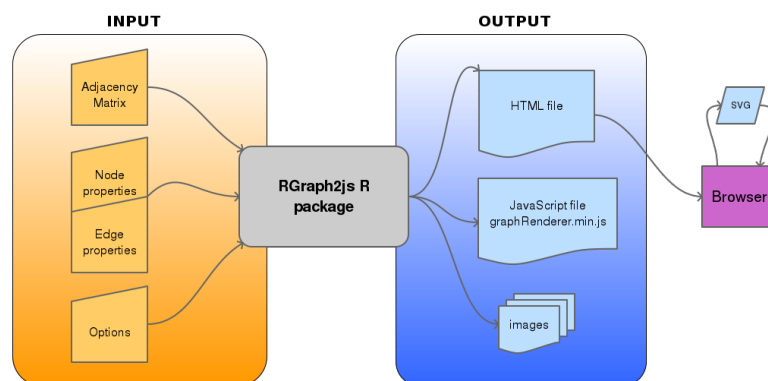 INPUT
OUTPUT
Adjacency
Matrix
Node
properties
Edge
properties
Options
RGraph2js R
package
HTML file
JavaScript file
graphRenderer.min.js
images
SVG
Browser